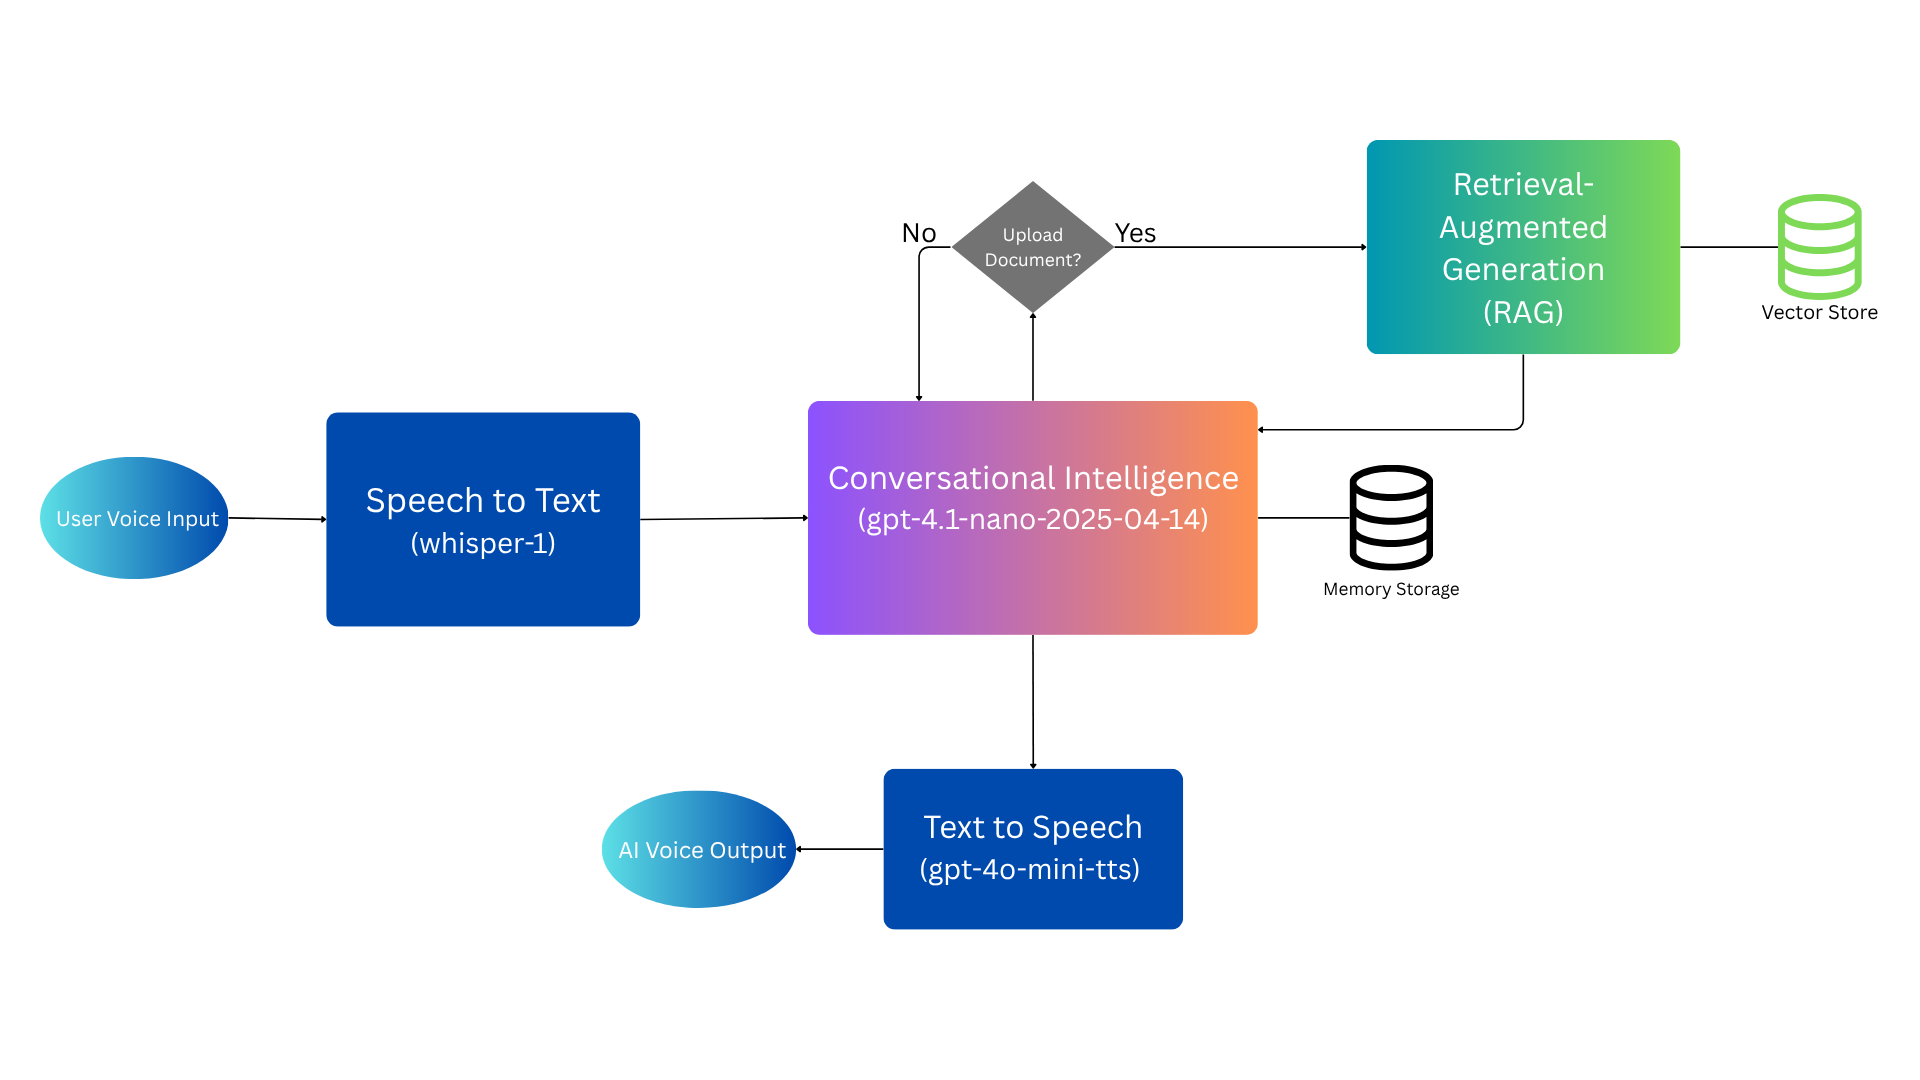 Retrieval-
Augmented
Generation
(RAG)
No
Upload
Document?
Yes
Vector Store
User Voice Input
Speech to Text
(whisper-1)
Conversational Intelligence
(gpt-4.1-nano-2025-04-14)
Memory Storage
Text to Speech
(gpt-4o-mini-tts)
AI Voice Output